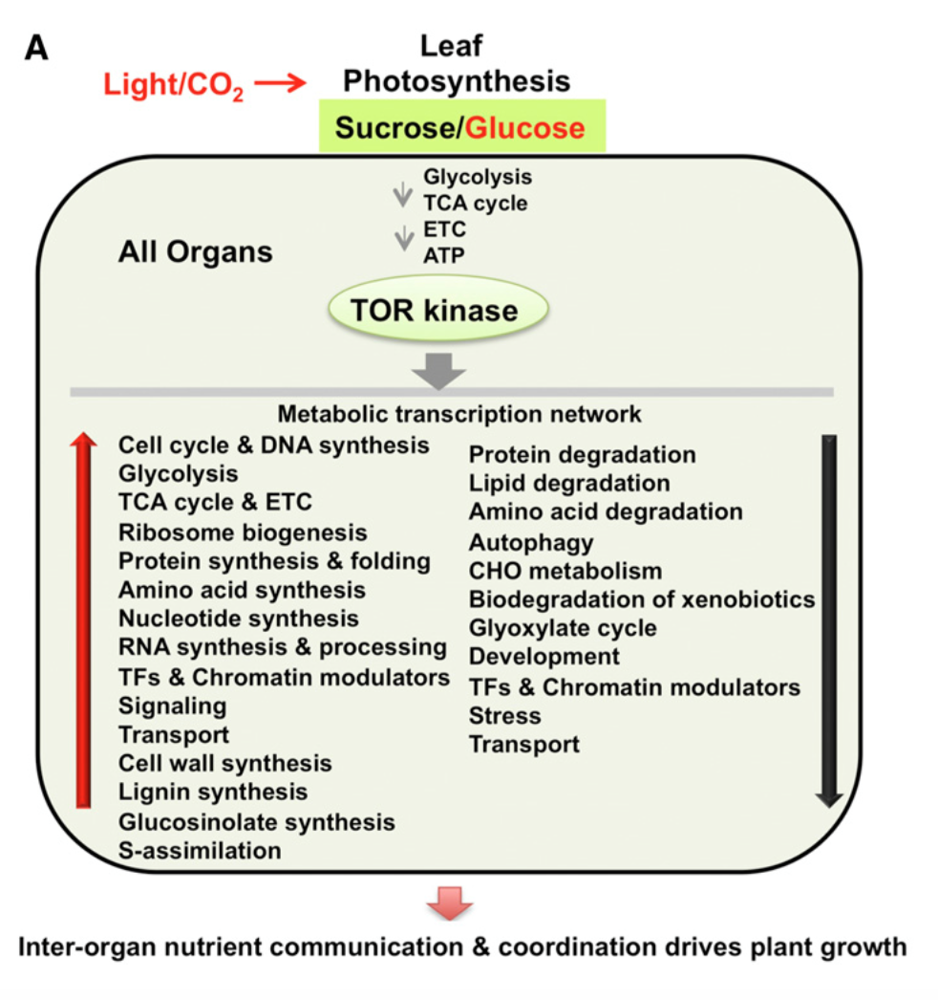 A
Leaf
Photosynthesis
Light/CO₂
Sucrose/Glucose
Glycolysis
TCA cycle
ETC
ATP
All Organs
TOR kinase
Metabolic transcription network
Cell cycle & DNA synthesis
Glycolysis
TCA cycle & ETC
Ribosome biogenesis
Protein synthesis & folding
Amino acid synthesis
Nucleotide synthesis
RNA synthesis & processing
TFs & Chromatin modulators
Signaling
Transport
Cell wall synthesis
Lignin synthesis
Glucosinolate synthesis
S-assimilation
Protein degradation
Lipid degradation
Amino acid degradation
Autophagy
CHO metabolism
Biodegradation of xenobiotics
Glyoxylate cycle
Development
TFs & Chromatin modulators
Stress
Transport
Inter-organ nutrient communication & coordination drives plant growth